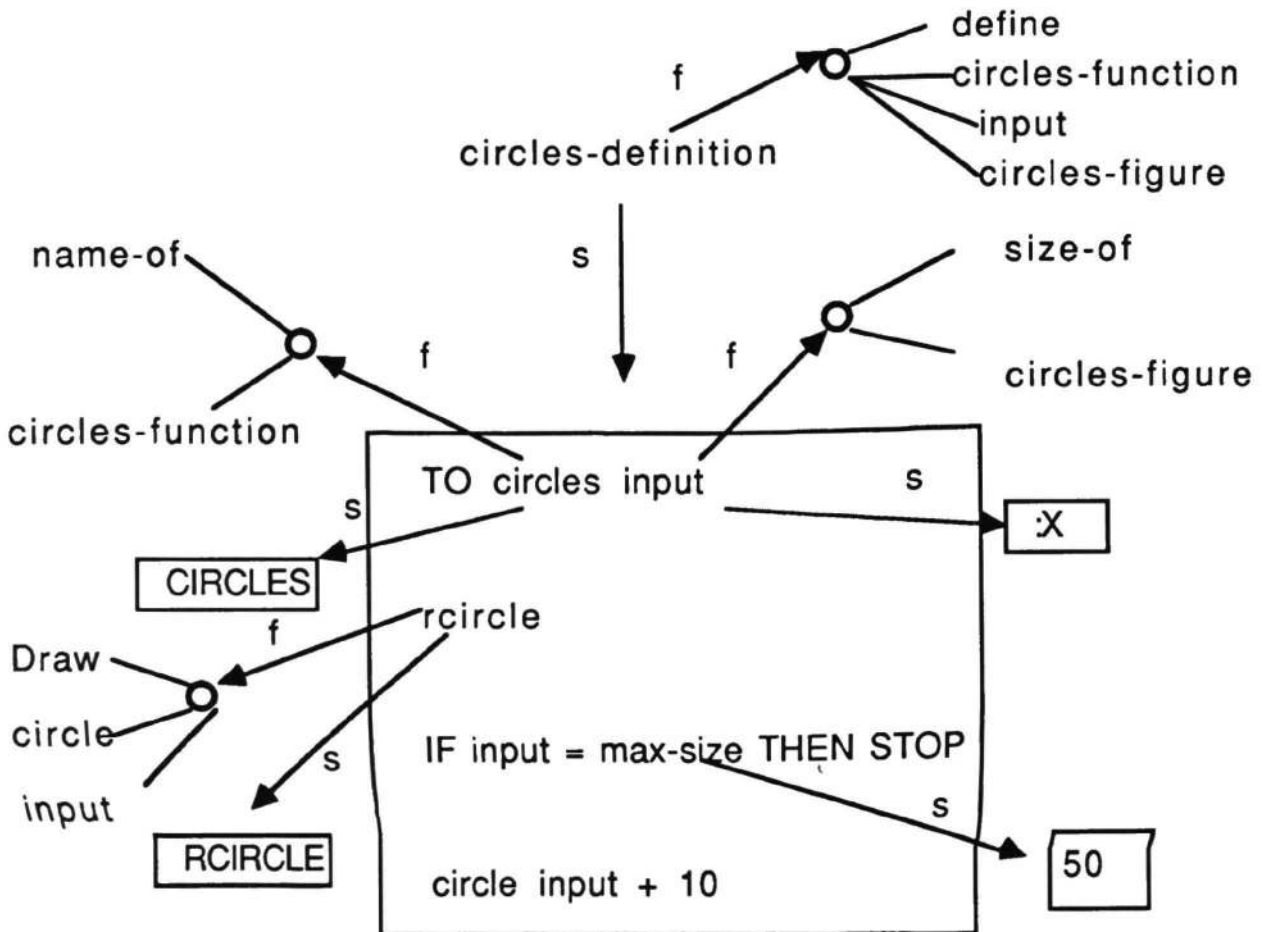 define
f
circles-function
input
circles-definition
circles-figure
name-of
s
size-of
f
f
circles-function
circles-figure
TO circles input
s
s
:X
CIRCLES
rcircle
f
Draw
circle
IF input = max-size THEN STOP
s
input
s
RCIRCLE
50
circle input + 10